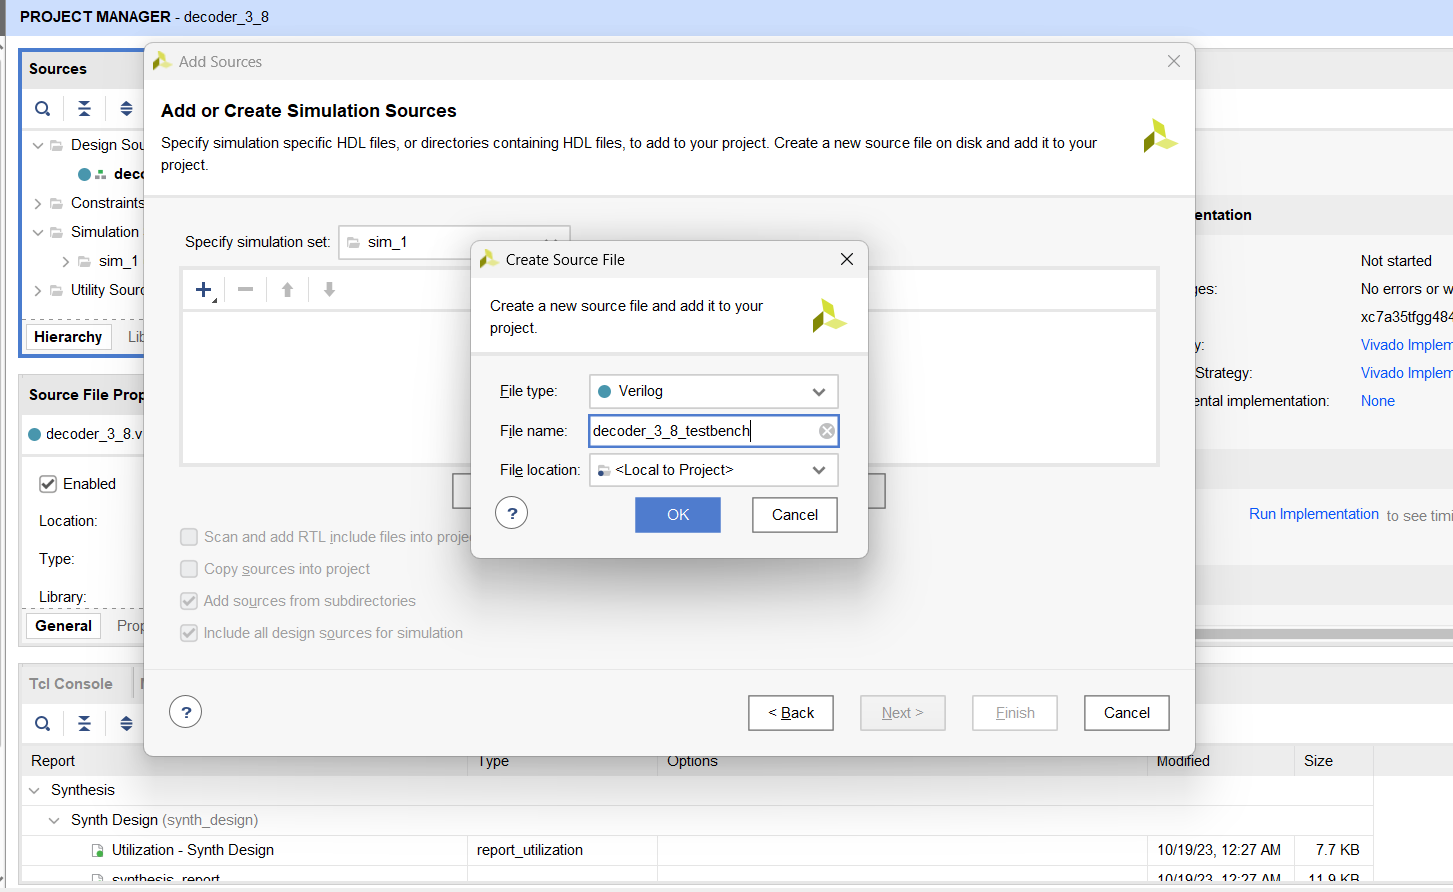 PROJECT MANAGER - decoder_3_8
Sources
Design Sou
deco
Constraints
Simulation
sim_1
Utility Sourc
Hierarchy Lib
Source File Prop
decoder_3_8.v
Enabled
Location:
Type:
Library:
General Prop
Add Sources
Add or Create Simulation Sources
Specify simulation specific HDL files, or directories containing HDL files, to add to your project. Create a new source file on disk and add it to your
project.
Specify simulation set: sim_1
Scan and add RTL include files into projec
Copy sources into project
Add sources from subdirectories
Include all design sources for simulation
? < Back Next > Finish Cancel
Create Source File
Create a new source file and add it to your
project.
File type: Verilog
File name: decoder_3_8_testbench
File location: <Local to Project>
? OK Cancel
entation
Not started
ges: No errors or w
xc7a35tfgg484
y: Vivado Implem
Strategy: Vivado Implem
ental implementation: None
Run Implementation to see timi
Tcl Console
Report Type Options Modified Size
Synthesis
Synth Design (synth_design)
Utilization - Synth Design report_utilization 10/19/23, 12:27 AM 7.7 KB
synthesis_report 10/19/23, 12:27 AM 11.9 KB